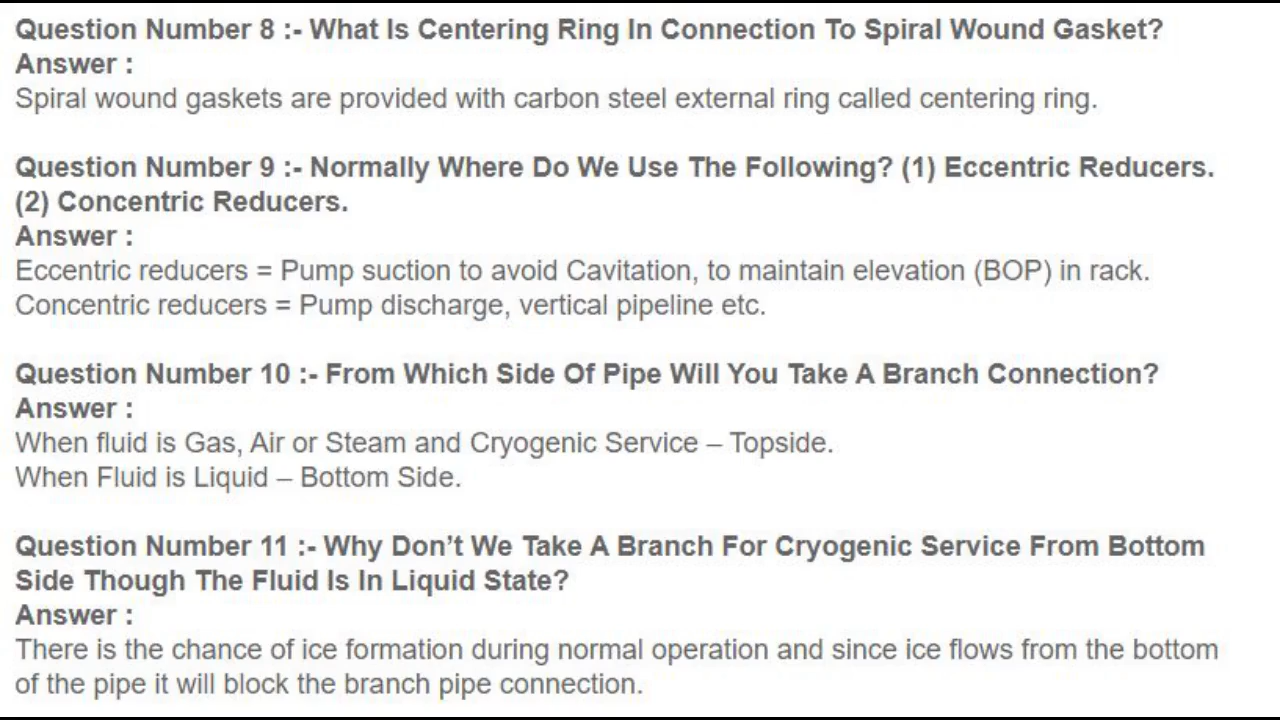 Question Number 8 :- What Is Centering Ring In Connection To Spiral Wound Gasket?
Answer :
Spiral wound gaskets are provided with carbon steel external ring called centering ring.
Question Number 9 :- Normally Where Do We Use The Following? (1) Eccentric Reducers.
(2) Concentric Reducers.
Answer :
Eccentric reducers = Pump suction to avoid Cavitation, to maintain elevation (BOP) in rack.
Concentric reducers = Pump discharge, vertical pipeline etc.
Question Number 10 :- From Which Side Of Pipe Will You Take A Branch Connection?
Answer :
When fluid is Gas, Air or Steam and Cryogenic Service – Topside.
When Fluid is Liquid – Bottom Side.
Question Number 11 :- Why Don’t We Take A Branch For Cryogenic Service From Bottom
Side Though The Fluid Is In Liquid State?
Answer :
There is the chance of ice formation during normal operation and since ice flows from the bottom
of the pipe it will block the branch pipe connection.